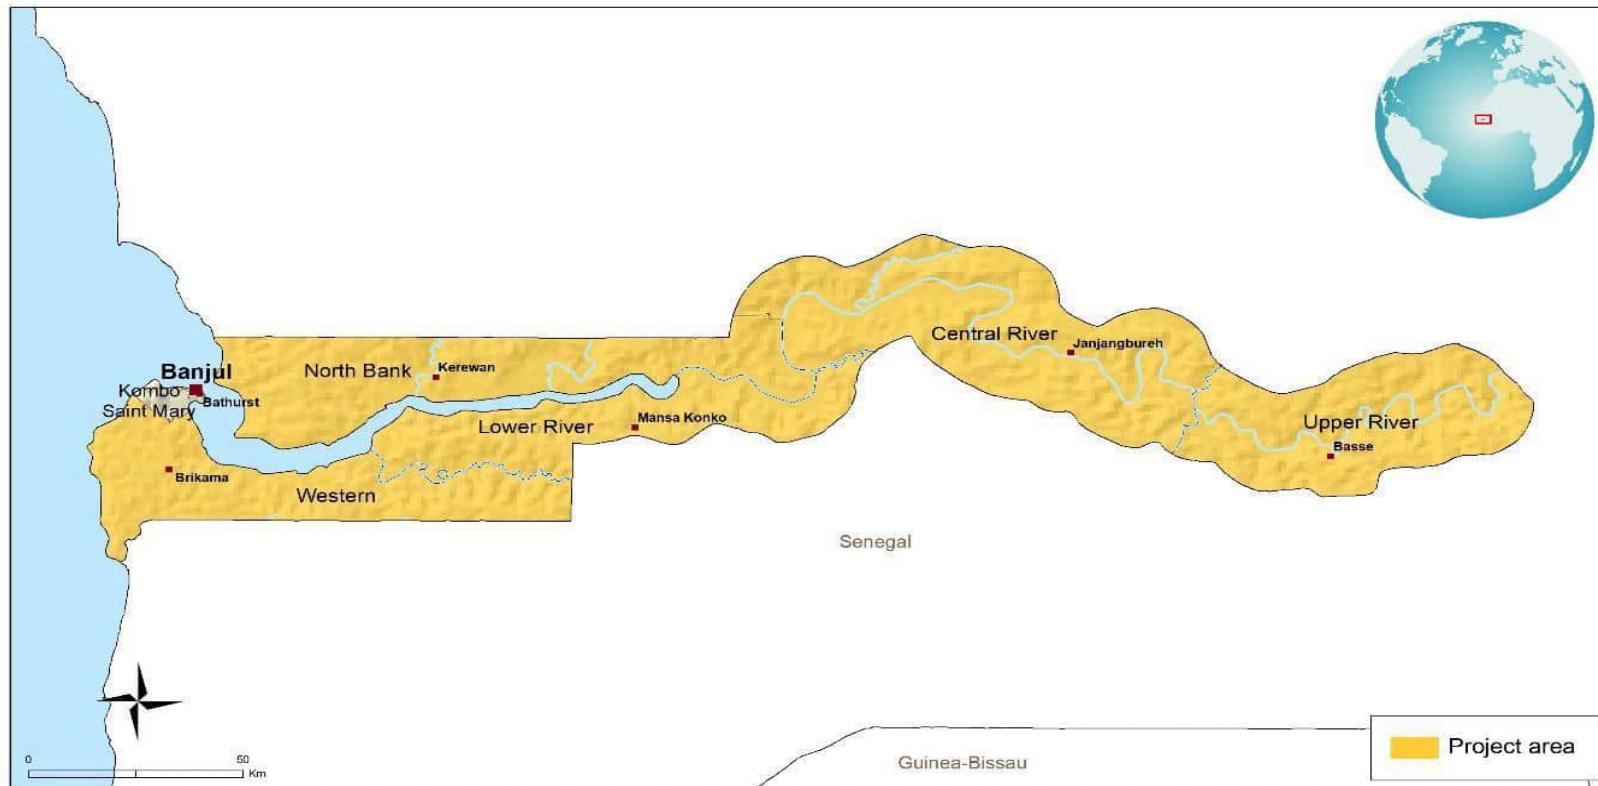 Banjul
Kombo
Saint Mary
Bathurst
North Bank
Kerewan
Brikama
Western
Lower River
Mansa Konko
Central River
Janjangbureh
Upper River
Basse
Senegal
Guinea-Bissau
0
50
Km
Project area